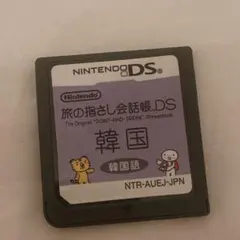 NINTENDO DS
Nintendo
旅の指さし会話帳DS
The Original "POINT-AND-SPEAK" Phrasebook
韓国
韓国語
NTR-AUEJ-JPN